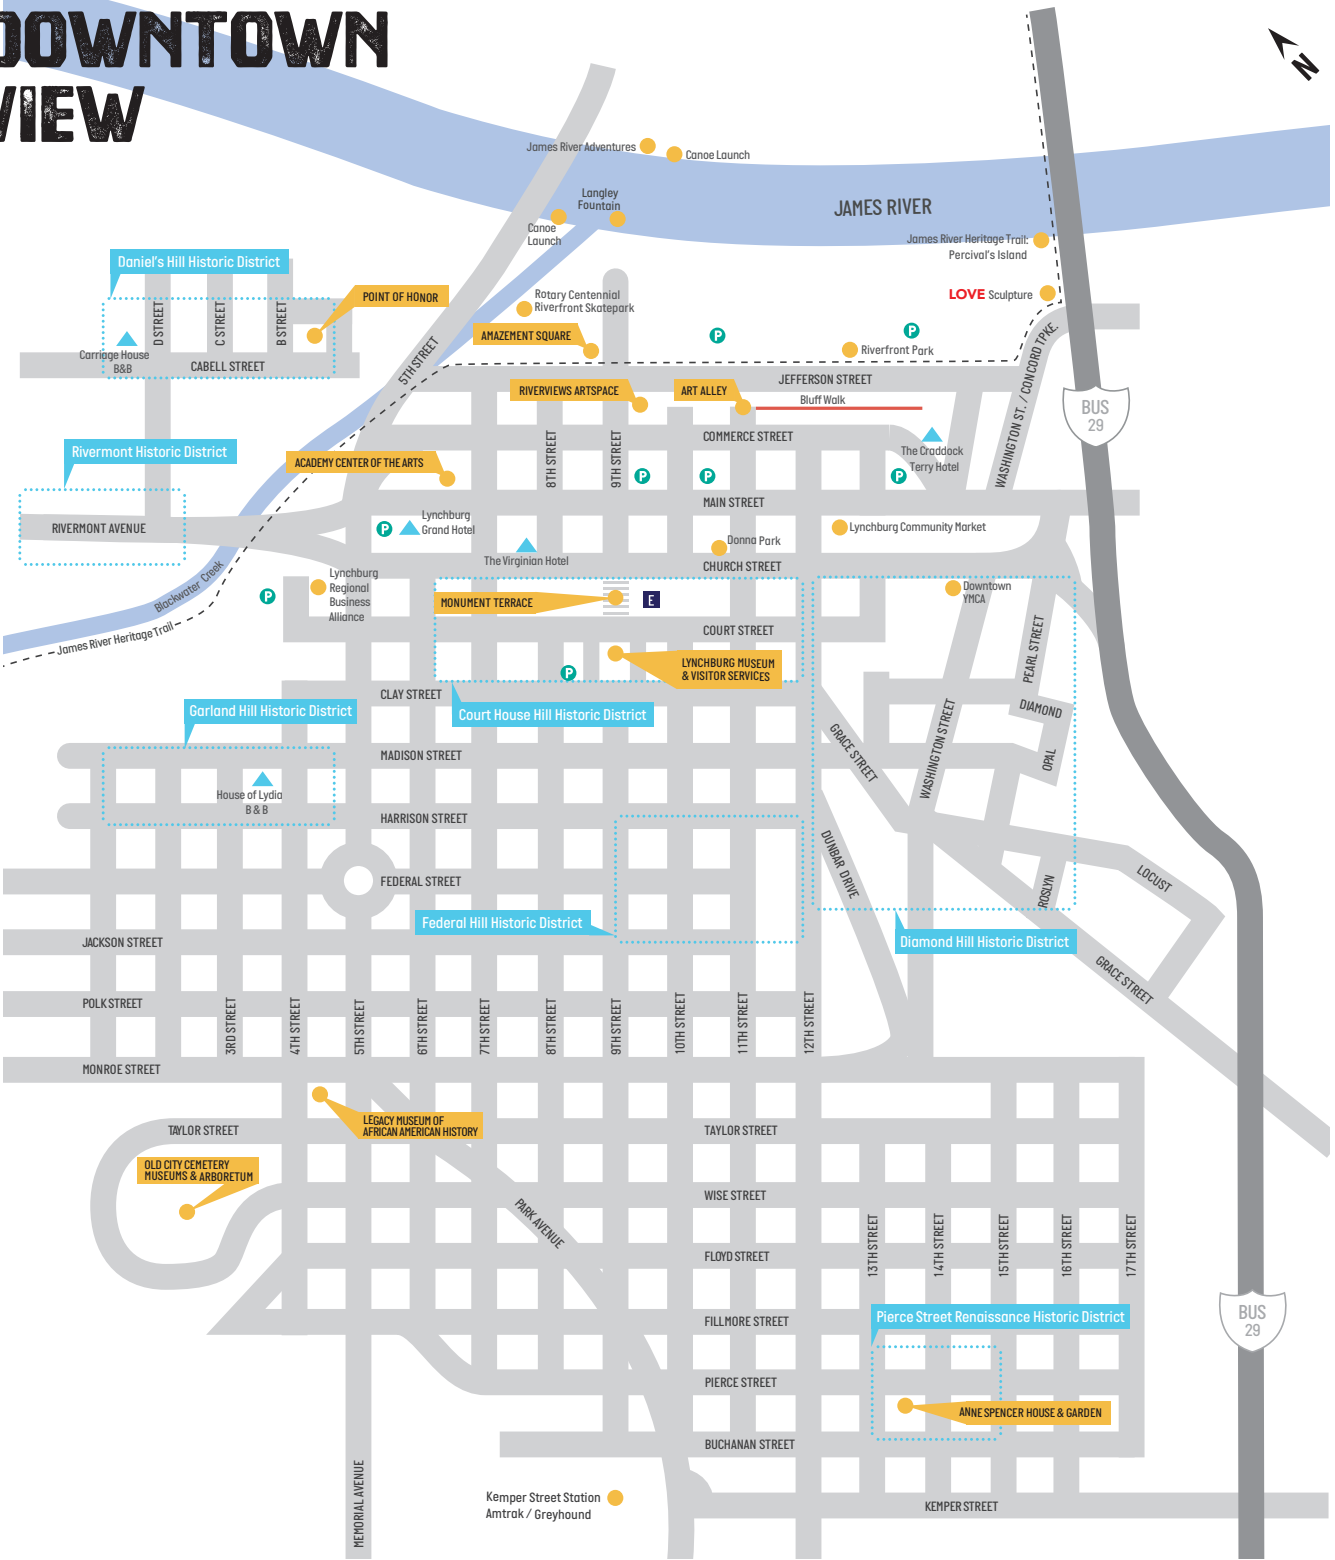 DOWNTOWN
VIEW
N
James River Adventures
Canoe Launch
Langley
Fountain
Canoe
Launch
JAMES RIVER
James River Heritage Trail:
Percival's Island
LOVE Sculpture
Daniel's Hill Historic District
POINT OF HONOR
D STREET
C STREET
B STREET
Carriage House
B&B
CABELL STREET
5TH STREET
Rotary Centennial
Riverfront Skatepark
AMAZEMENT SQUARE
P
P
Riverfront Park
WASHINGTON ST. / CONCORD TPKE.
JEFFERSON STREET
RIVERVIEWS ARTSPACE
ART ALLEY
Bluff Walk
BUS
29
COMMERCE STREET
The Craddock
Terry Hotel
Rivermont Historic District
ACADEMY CENTER OF THE ARTS
8TH STREET
9TH STREET
P
P
P
MAIN STREET
RIVERMONT AVENUE
P
Lynchburg
Grand Hotel
Lynchburg Community Market
Donna Park
The Virginian Hotel
CHURCH STREET
Blackwater Creek
James River Heritage Trail
P
Lynchburg
Regional
Business
Alliance
MONUMENT TERRACE
E
Downtown
YMCA
COURT STREET
PEARL STREET
LYNCHBURG MUSEUM
& VISITOR SERVICES
P
CLAY STREET
Garland Hill Historic District
Court House Hill Historic District
DIAMOND
GRACE STREET
WASHINGTON STREET
OPAL
MADISON STREET
House of Lydia
B & B
HARRISON STREET
DUNBAR DRIVE
FEDERAL STREET
LOCUST
ROSLYN
Federal Hill Historic District
JACKSON STREET
Diamond Hill Historic District
GRACE STREET
POLK STREET
3RD STREET
4TH STREET
5TH STREET
6TH STREET
7TH STREET
8TH STREET
9TH STREET
10TH STREET
11TH STREET
12TH STREET
MONROE STREET
LEGACY MUSEUM OF
AFRICAN AMERICAN HISTORY
TAYLOR STREET
TAYLOR STREET
OLD CITY CEMETERY
MUSEUMS & ARBORETUM
WISE STREET
PARK AVENUE
13TH STREET
14TH STREET
15TH STREET
16TH STREET
17TH STREET
FLOYD STREET
FILLMORE STREET
Pierce Street Renaissance Historic District
BUS
29
PIERCE STREET
ANNE SPENCER HOUSE & GARDEN
BUCHANAN STREET
MEMORIAL AVENUE
Kemper Street Station
Amtrak / Greyhound
KEMPER STREET